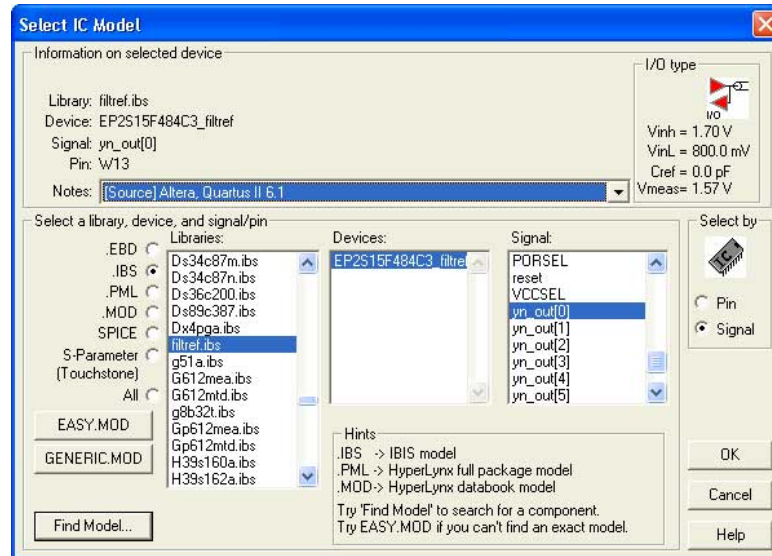 Select IC Model
Information on selected device
Library: filtref.ibs
Device: EP2S15F484C3_filtref
Signal: yn_out[0]
Pin: W13
Notes: [Source] Altera, Quartus II 6.1
I/O type
I/O
Vinh = 1.70 V
VinL = 800.0 mV
Cref = 0.0 pF
Vmeas= 1.57 V
Select a library, device, and signal/pin
.EBD
.IBS
.PML
.MOD
SPICE
S-Parameter
(Touchstone)
All
EASY.MOD
GENERIC.MOD
Find Model...
Libraries:
Ds34c87m.ibs
Ds34c87n.ibs
Ds36c200.ibs
Ds89c387.ibs
Dx4pga.ibs
filtref.ibs
g51a.ibs
G612mea.ibs
G612mtd.ibs
g8b32t.ibs
Gp612mea.ibs
Gp612mtd.ibs
H39s160a.ibs
H39s162a.ibs
Devices:
EP2S15F484C3_filtref
Signal:
PORSEL
reset
VCCSEL
yn_out[0]
yn_out[1]
yn_out[2]
yn_out[3]
yn_out[4]
yn_out[5]
Hints
.IBS -> IBIS model
.PML -> HyperLynx full package model
.MOD-> HyperLynx databook model
Try 'Find Model' to search for a component.
Try EASY.MOD if you can't find an exact model.
Select by
IC
Pin
Signal
OK
Cancel
Help